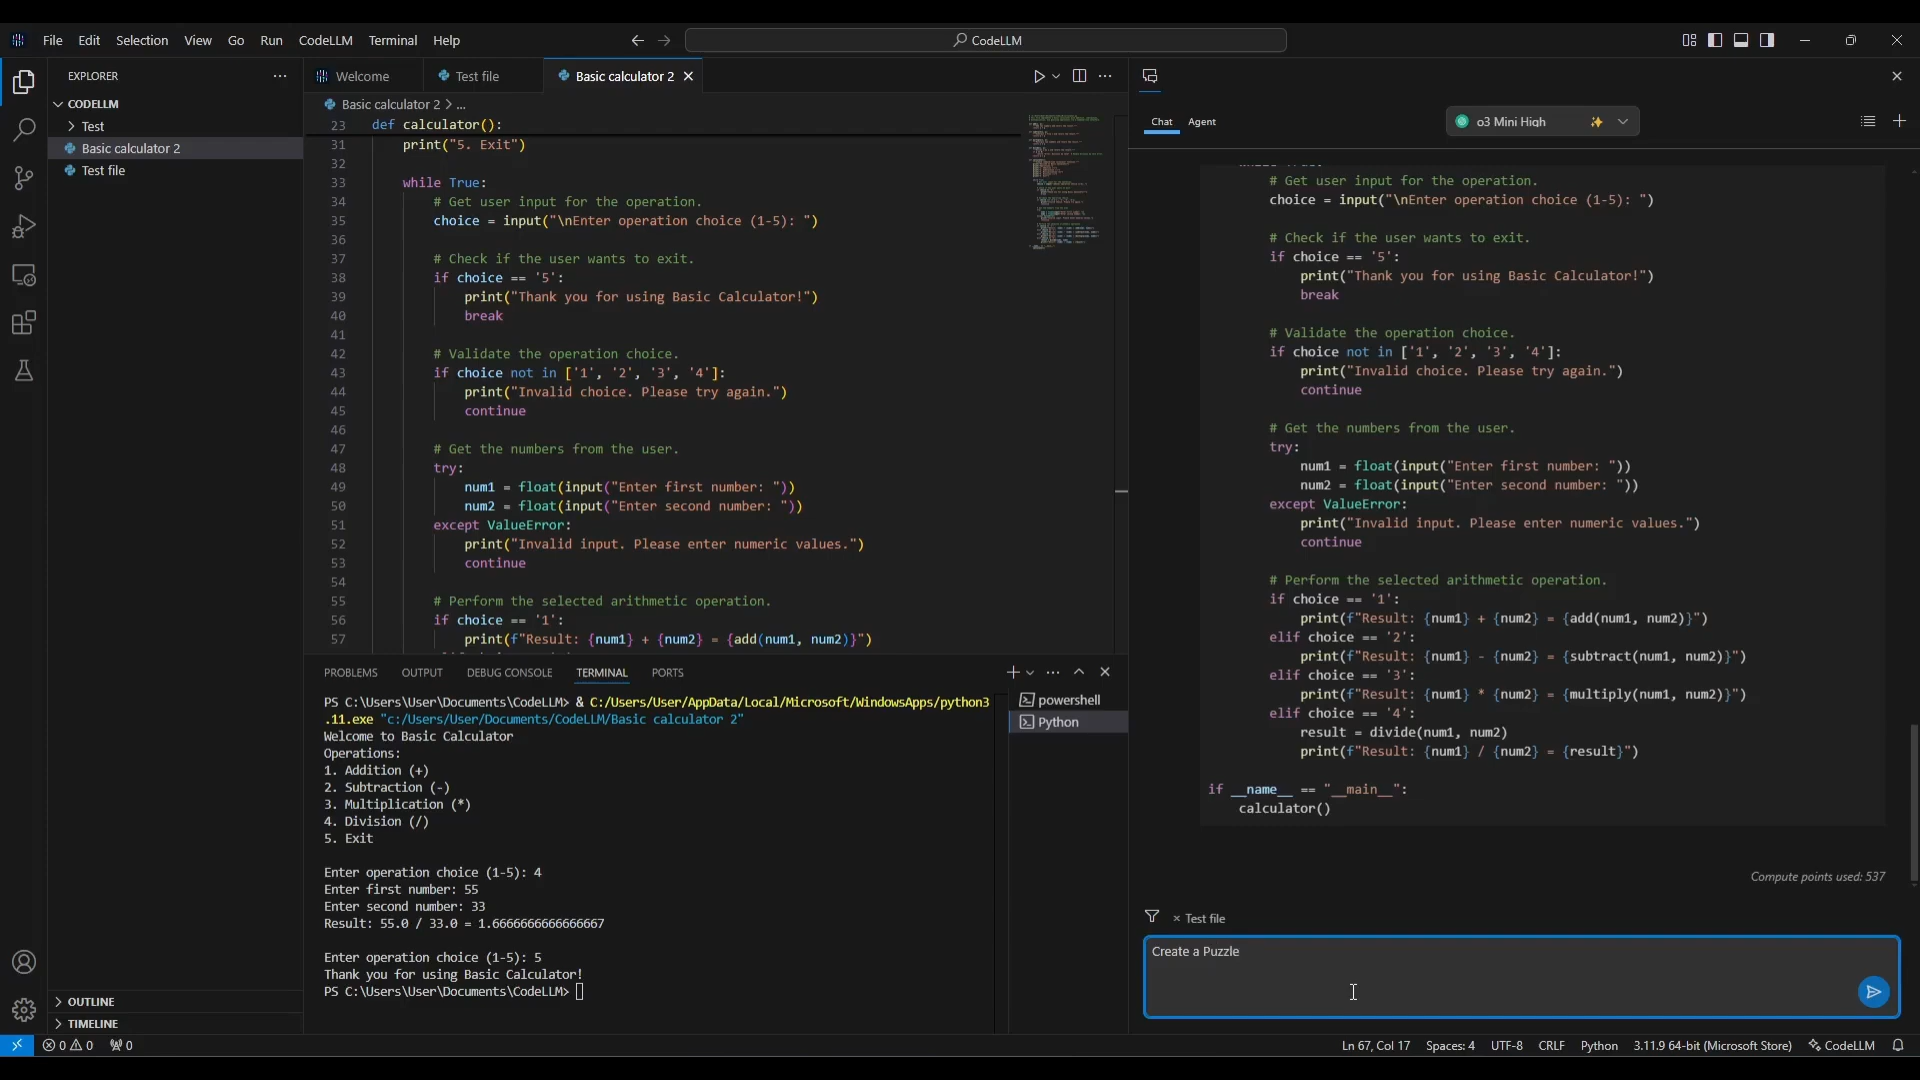 File Edit Selection View Go Run CodeLLM Terminal Help
CodeLLM
EXPLORER
CODELLM
Test
Basic calculator 2
Test file
OUTLINE
TIMELINE
Welcome
Test file
Basic calculator 2
Basic calculator 2 > ...
23 def calculator():
31 print("5. Exit")
32
33 while True:
34 # Get user input for the operation.
35 choice = input("\nEnter operation choice (1-5): ")
36
37 # Check if the user wants to exit.
38 if choice == '5':
39 print("Thank you for using Basic Calculator!")
40 break
41
42 # Validate the operation choice.
43 if choice not in ['1', '2', '3', '4']:
44 print("Invalid choice. Please try again.")
45 continue
46
47 # Get the numbers from the user.
48 try:
49 num1 = float(input("Enter first number: "))
50 num2 = float(input("Enter second number: "))
51 except ValueError:
52 print("Invalid input. Please enter numeric values.")
53 continue
54
55 # Perform the selected arithmetic operation.
56 if choice == '1':
57 print(f"Result: {num1} + {num2} = {add(num1, num2)}")
PROBLEMS OUTPUT DEBUG CONSOLE TERMINAL PORTS
PS C:\Users\User\Documents\CodeLLM> & C:/Users/User/AppData/Local/Microsoft/WindowsApps/python3
.11.exe "c:/Users/User/Documents/CodeLLM/Basic calculator 2"
Welcome to Basic Calculator
Operations:
1. Addition (+)
2. Subtraction (-)
3. Multiplication (*)
4. Division (/)
5. Exit
Enter operation choice (1-5): 4
Enter first number: 55
Enter second number: 33
Result: 55.0 / 33.0 = 1.6666666666666667
Enter operation choice (1-5): 5
Thank you for using Basic Calculator!
PS C:\Users\User\Documents\CodeLLM>
powershell
Python
Chat Agent
o3 Mini High
# Get user input for the operation.
choice = input("\nEnter operation choice (1-5): ")
# Check if the user wants to exit.
if choice == '5':
print("Thank you for using Basic Calculator!")
break
# Validate the operation choice.
if choice not in ['1', '2', '3', '4']:
print("Invalid choice. Please try again.")
continue
# Get the numbers from the user.
try:
num1 = float(input("Enter first number: "))
num2 = float(input("Enter second number: "))
except ValueError:
print("Invalid input. Please enter numeric values.")
continue
# Perform the selected arithmetic operation.
if choice == '1':
print(f"Result: {num1} + {num2} = {add(num1, num2)}")
elif choice == '2':
print(f"Result: {num1} - {num2} = {subtract(num1, num2)}")
elif choice == '3':
print(f"Result: {num1} * {num2} = {multiply(num1, num2)}")
elif choice == '4':
result = divide(num1, num2)
print(f"Result: {num1} / {num2} = {result}")
if __name__ == "__main__":
calculator()
Compute points used: 537
× Test file
Create a Puzzle
0 0 0
Ln 67, Col 17 Spaces: 4 UTF-8 CRLF Python 3.11.9 64-bit (Microsoft Store) CodeLLM